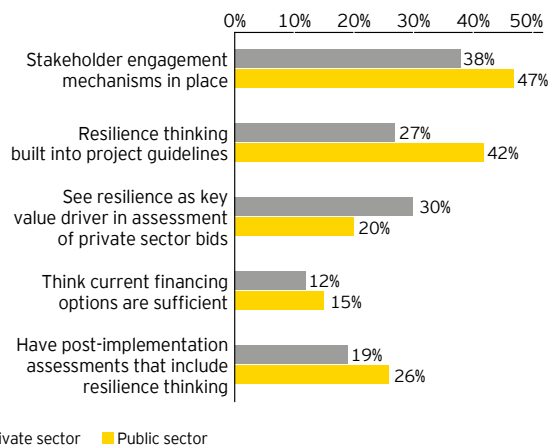 0% 10% 20% 30% 40% 50%
Stakeholder engagement
mechanisms in place
38%
47%
Resilience thinking
built into project guidelines
27%
42%
See resilience as key
value driver in assessment
of private sector bids
30%
20%
Think current financing
options are sufficient
12%
15%
Have post-implementation
assessments that include
resilience thinking
19%
26%
ivate sector Public sector